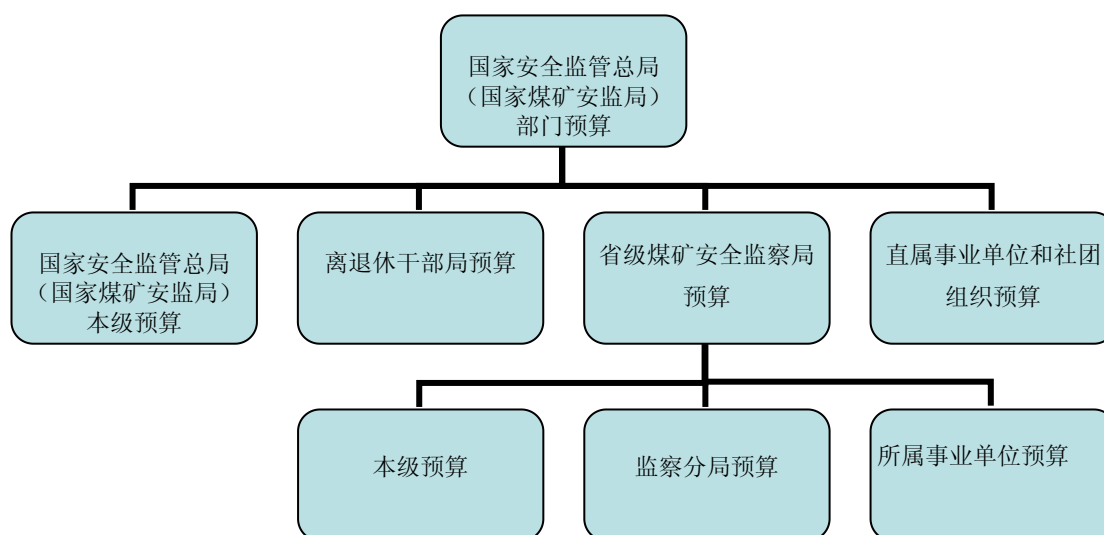 国家安全监管总局
（国家煤矿安监局）
部门预算
国家安全监管总局
（国家煤矿安监局）
本级预算
离退休干部局预算
省级煤矿安全监察局
预算
直属事业单位和社团
组织预算
本级预算
监察分局预算
所属事业单位预算